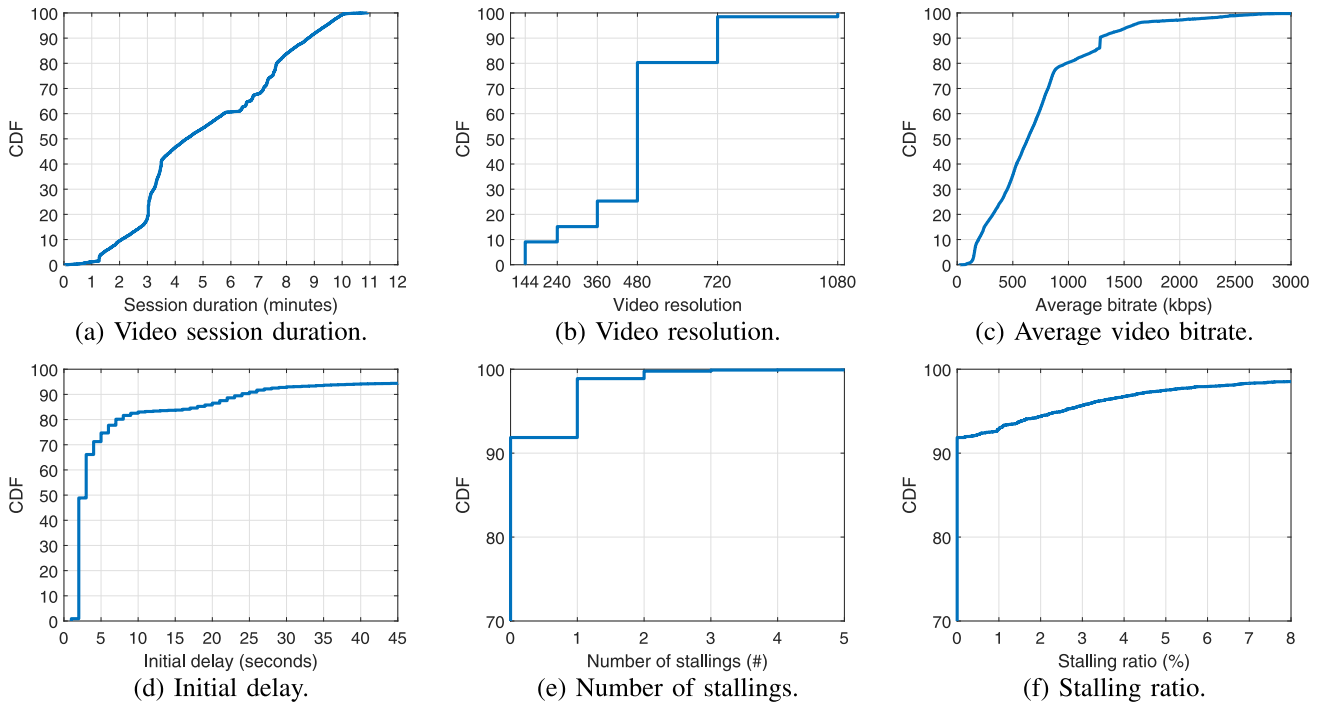 CDF
100
90
80
70
60
50
40
30
20
10
0
0 1 2 3 4 5 6 7 8 9 10 11 12
Session duration (minutes)
(a) Video session duration.
CDF
100
90
80
70
60
50
40
30
20
10
0
144 240 360 480 720 1080
Video resolution
(b) Video resolution.
CDF
100
90
80
70
60
50
40
30
20
10
0
0 500 1000 1500 2000 2500 3000
Average bitrate (kbps)
(c) Average video bitrate.
CDF
100
90
80
70
60
50
40
30
20
10
0
0 5 10 15 20 25 30 35 40 45
Initial delay (seconds)
(d) Initial delay.
CDF
100
90
80
70
0 1 2 3 4 5
Number of stallings (#)
(e) Number of stallings.
CDF
100
90
80
70
0 1 2 3 4 5 6 7 8
Stalling ratio (%)
(f) Stalling ratio.